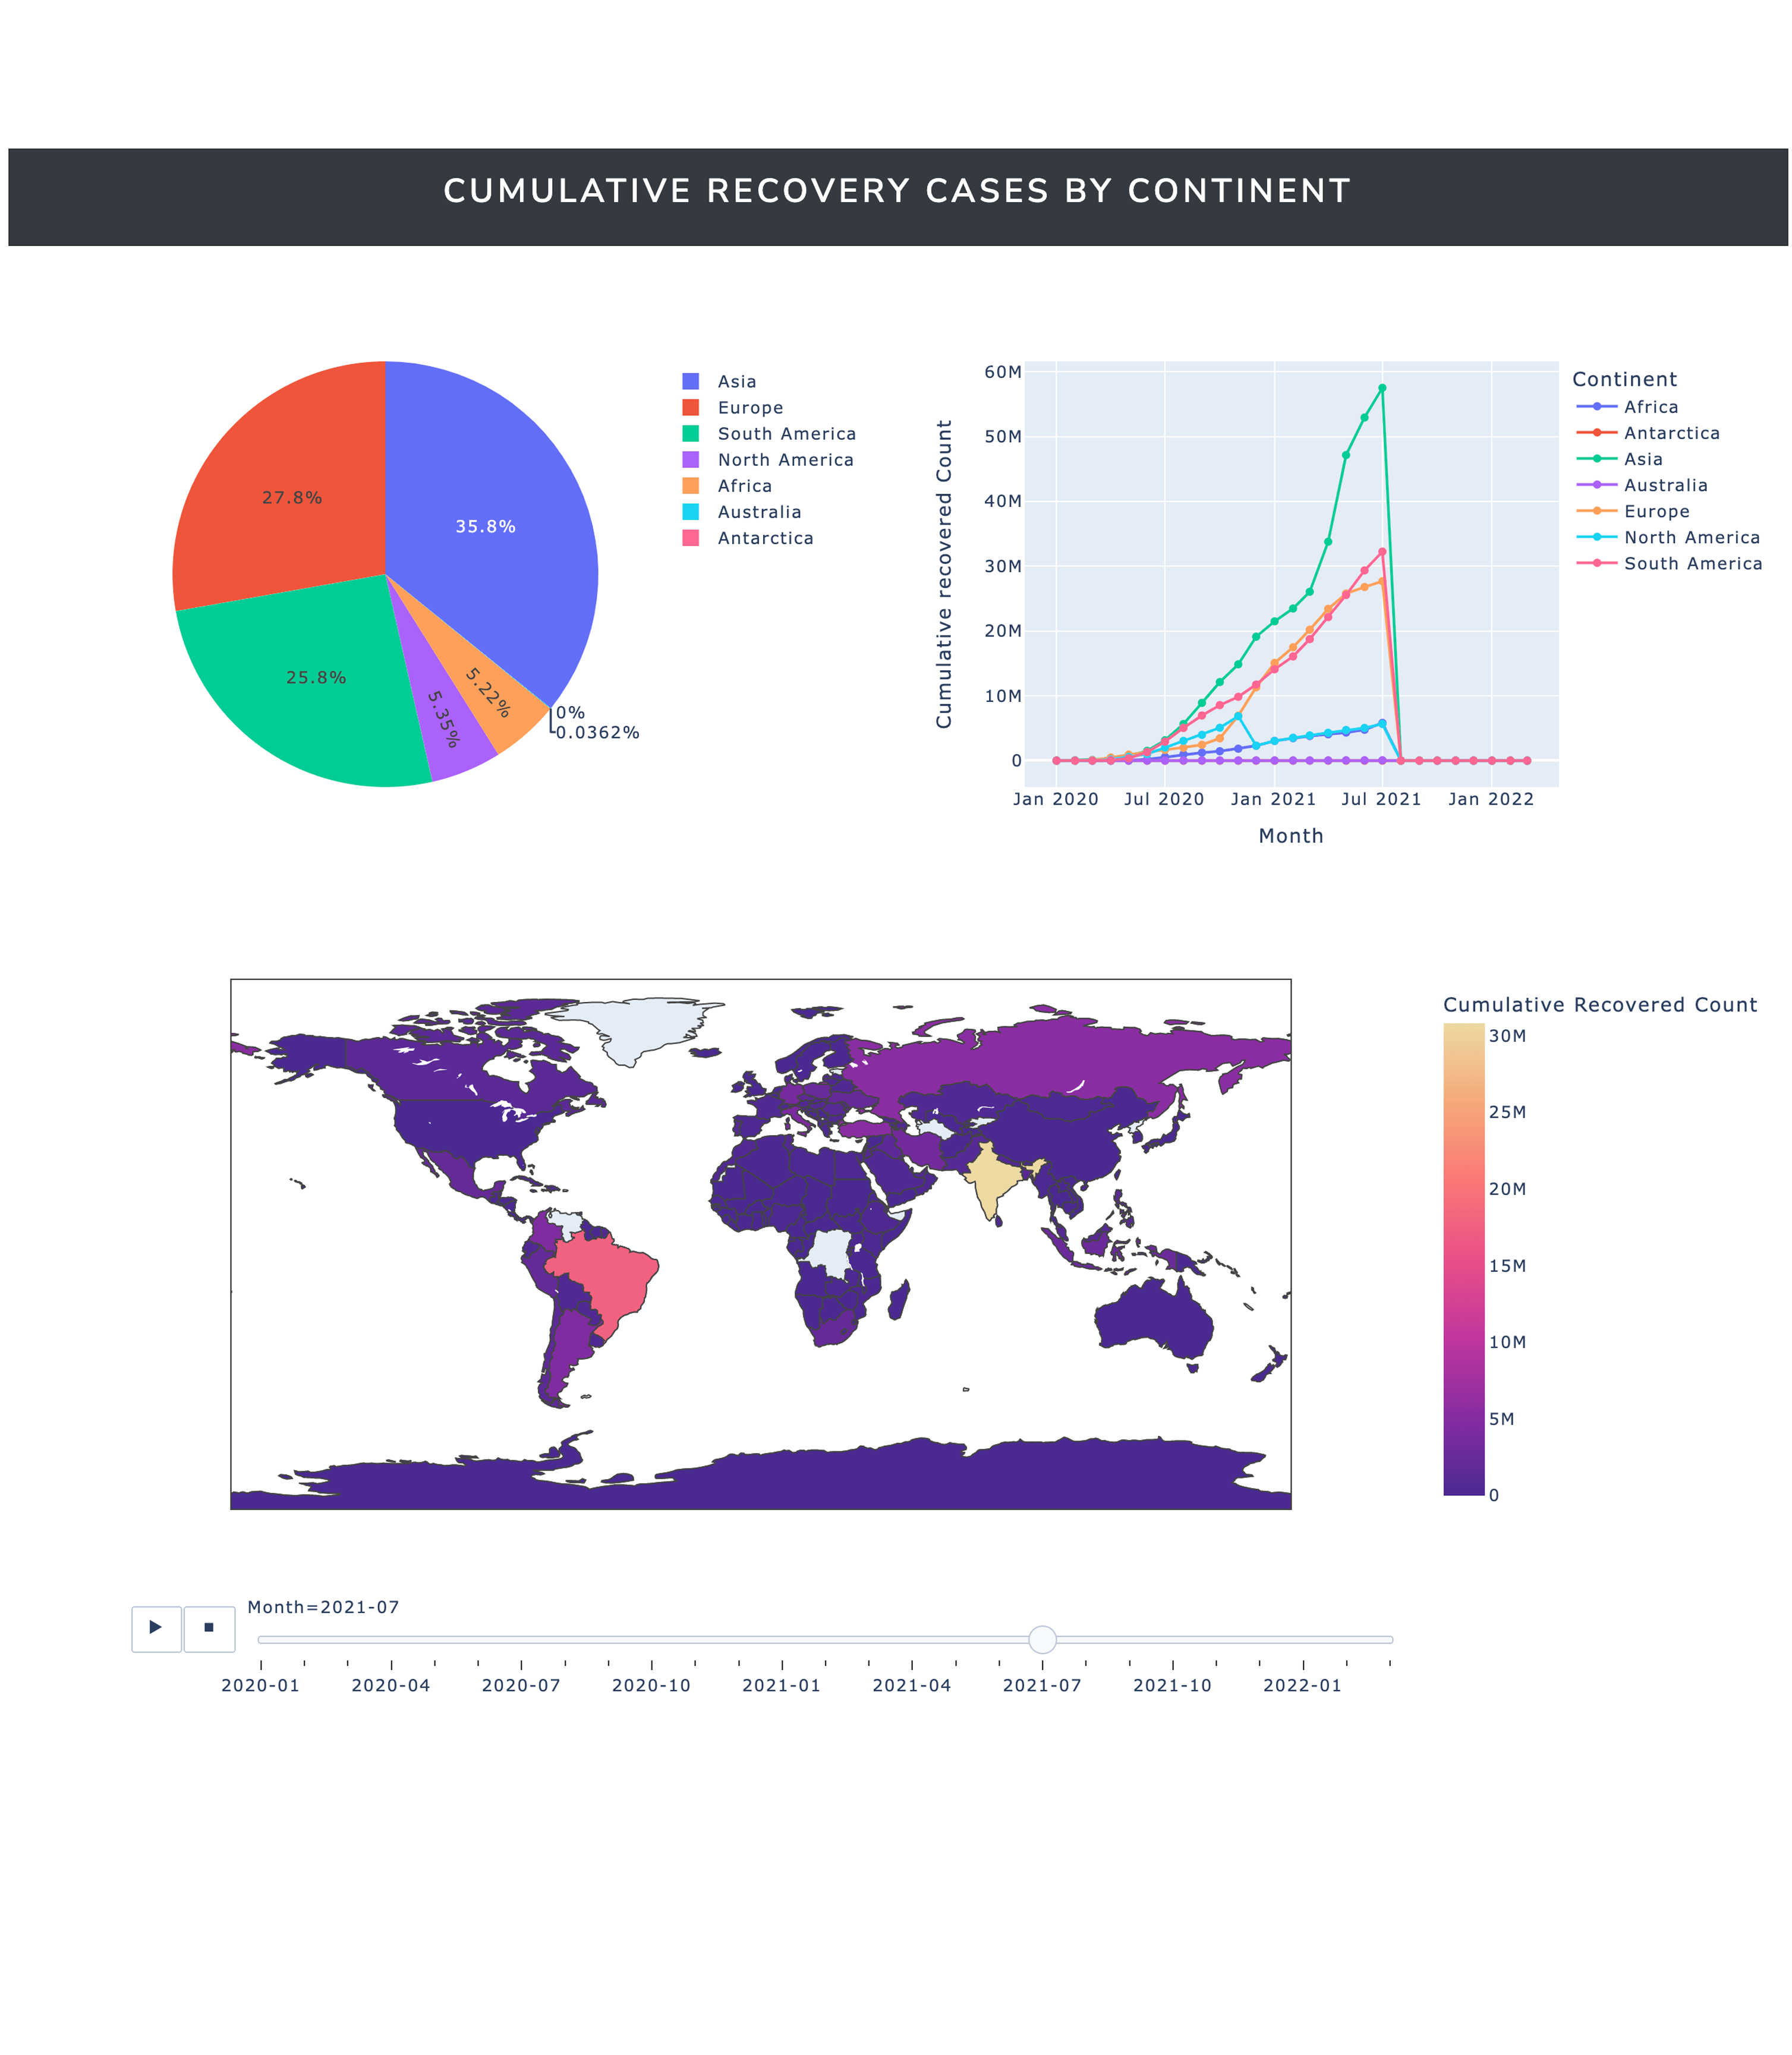 CUMULATIVE RECOVERY CASES BY CONTINENT
35.8%
27.8%
25.8%
5.35%
5.22%
0%
0.0362%
Asia
Europe
South America
North America
Africa
Australia
Antarctica
Cumulative recovered Count
60M
50M
40M
30M
20M
10M
0
Jan 2020 Jul 2020 Jan 2021 Jul 2021 Jan 2022
Month
Continent
Africa
Antarctica
Asia
Australia
Europe
North America
South America
Cumulative Recovered Count
30M
25M
20M
15M
10M
5M
0
Month=2021-07
2020-01 2020-04 2020-07 2020-10 2021-01 2021-04 2021-07 2021-10 2022-01